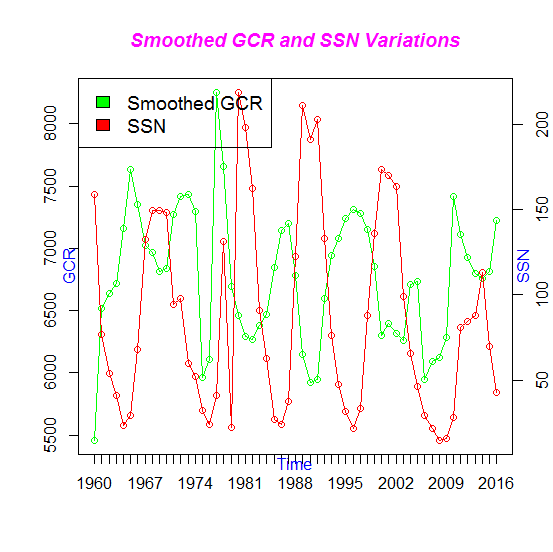 Smoothed GCR and SSN Variations
Smoothed GCR
SSN
8000
7500
7000
6500
6000
5500
GCR
200
150
100
50
SSN
Time
1960 1967 1974 1981 1988 1995 2002 2009 2016